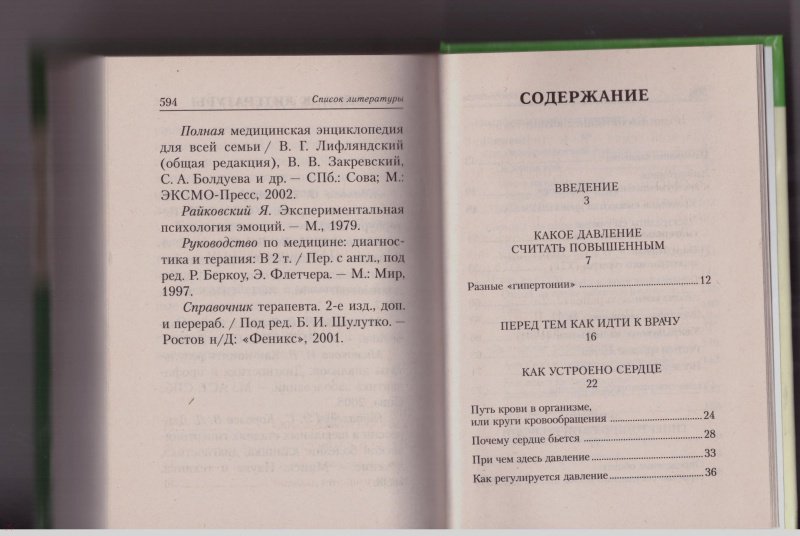 594
Список литературы
Полная медицинская энциклопедия
для всей семьи / В. Г. Лифляндский
(общая редакция), В. В. Закревский,
С. А. Болдуева и др. — СПб.: Сова; М.:
ЭКСМО-Пресс, 2002.
Райковский Я. Экспериментальная
психология эмоций. — М., 1979.
Руководство по медицине: диагнос-
тика и терапия: В 2 т. / Пер. с англ., под
ред. Р. Беркоу, Э. Флетчера. — М.: Мир,
1997.
Справочник терапевта. 2-е изд., доп.
и перераб. / Под ред. Б. И. Шулутко. —
Ростов н/Д: «Феникс», 2001.
СОДЕРЖАНИЕ
ВВЕДЕНИЕ
3
КАКОЕ ДАВЛЕНИЕ
СЧИТАТЬ ПОВЫШЕННЫМ
7
Разные «гипертонии» 12
ПЕРЕД ТЕМ КАК ИДТИ К ВРАЧУ
16
КАК УСТРОЕНО СЕРДЦЕ
22
Путь крови в организме,
или круги кровообращения 24
Почему сердце бьется 28
При чем здесь давление 33
Как регулируется давление 36